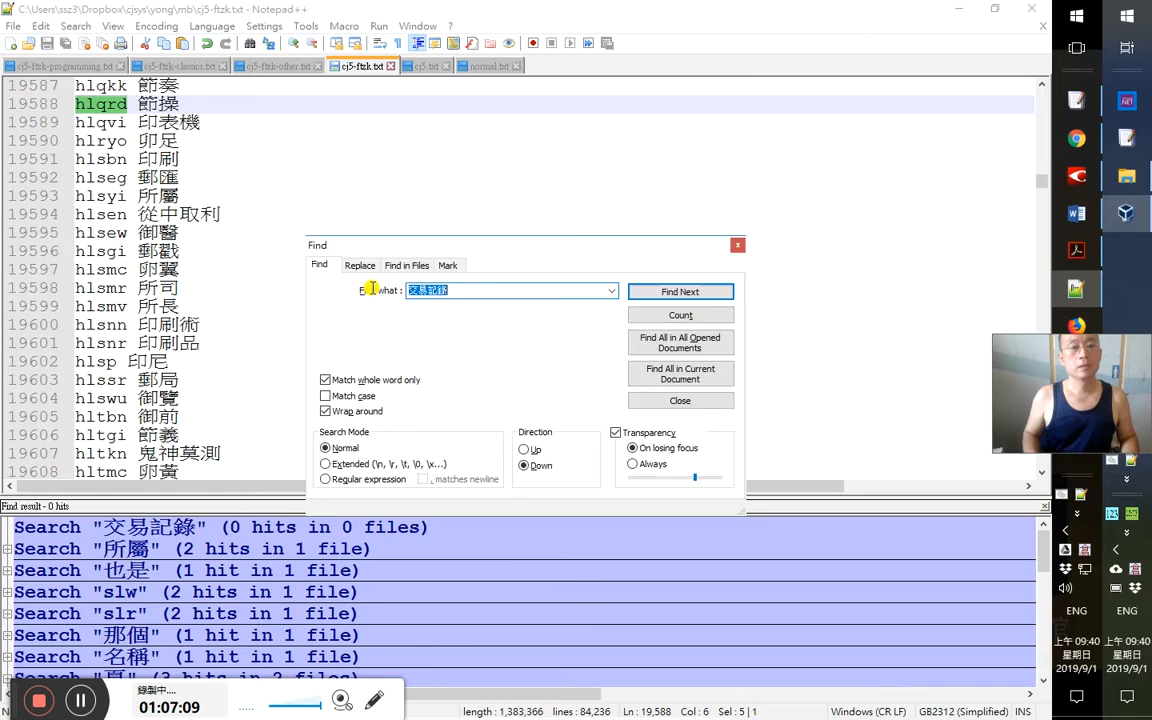 C:\Users\ssz3\Dropbox\cjsys\yong\mb\cj5-ftzk.txt - Notepad++
File Edit Search View Encoding Language Settings Tools Macro Run Window ?
cj5-ftzk-programming.txt cj5-ftzk-classics.txt cj5-ftzk-other.txt cj5-ftzk.txt cj5.txt normal.txt
19587 hlqkk 節奏
19588 hlqrd 節操
19589 hlqvi 印表機
19590 hlryo 卯足
19591 hlsbn 印刷
19592 hlseg 郵匯
19593 hlsyi 所屬
19594 hlsen 從中取利
19595 hlsew 御醫
19596 hlsgi 郵戳
19597 hlsmc 卵翼
19598 hlsmr 所司
19599 hlsmv 所長
19600 hlsnn 印刷術
19601 hlsnr 印刷品
19602 hlsp 印尼
19603 hlssr 郵局
19604 hlswu 御覽
19605 hltbn 御前
19606 hltgi 節義
19607 hltkn 鬼神莫測
19608 hltmc 卵黃
Find
Find Replace Find in Files Mark
what : 交易記錄
Find Next
Count
Find All in All Opened Documents
Find All in Current Document
Close
Match whole word only
Match case
Wrap around
Search Mode
Normal
Extended (\n, \r, \t, \0, \x...)
Regular expression
. matches newline
Direction
Up
Down
Transparency
On losing focus
Always
Find result - 0 hits
Search "交易記錄" (0 hits in 0 files)
Search "所屬" (2 hits in 1 file)
Search "也是" (1 hit in 1 file)
Search "slw" (2 hits in 1 file)
Search "slr" (2 hits in 1 file)
Search "那個" (1 hit in 1 file)
Search "名稱" (1 hit in 1 file)
錄製中....
01:07:09
length : 1,383,366 lines : 84,236 Ln : 19,588 Col : 6 Sel : 5 | 1 Windows (CR LF) GB2312 (Simplified) INS
ENG ENG
上午 09:40 上午 09:40
星期日 星期日
2019/9/1 2019/9/1